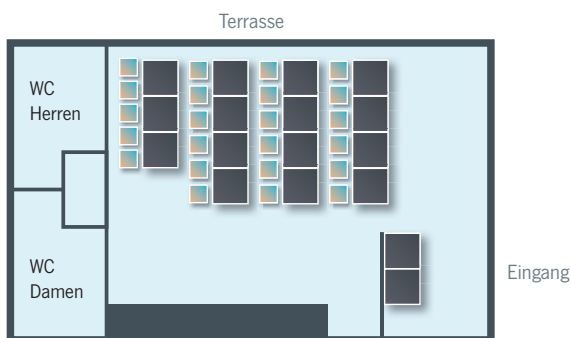 Terrasse
WC
Herren
WC
Damen
Eingang